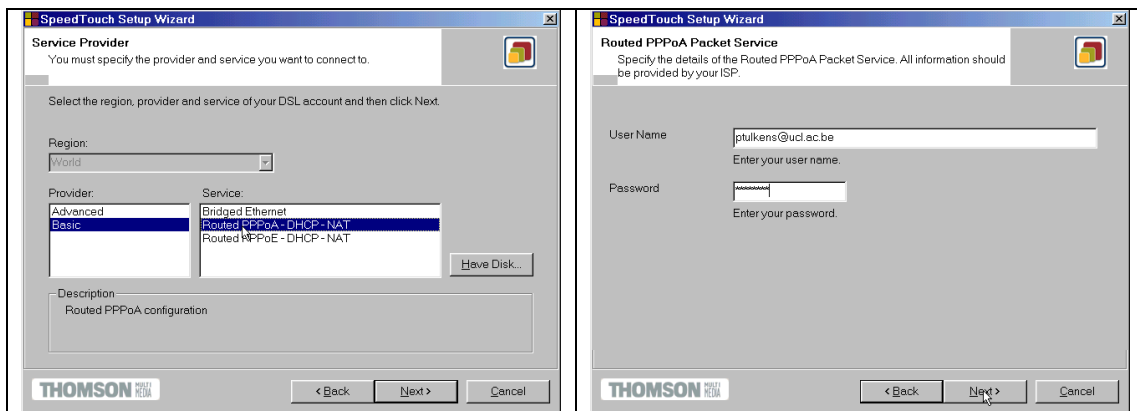 SpeedTouch Setup Wizard
Service Provider
You must specify the provider and service you want to connect to.
Select the region, provider and service of your DSL account and then click Next.
Region:
World
Provider:
Service:
Advanced
Basic
Bridged Ethernet
Routed PPPoA - DHCP - NAT
Routed PPPoE - DHCP - NAT
Have Disk...
Description
Routed PPPoA configuration
THOMSON MULTI MEDIA
< Back
Next >
Cancel
SpeedTouch Setup Wizard
Routed PPPoA Packet Service
Specify the details of the Routed PPPoA Packet Service. All information should
be provided by your ISP.
User Name
ptulkens@ucl.ac.be
Enter your user name.
Password
********
Enter your password.
THOMSON MULTI MEDIA
< Back
Next >
Cancel